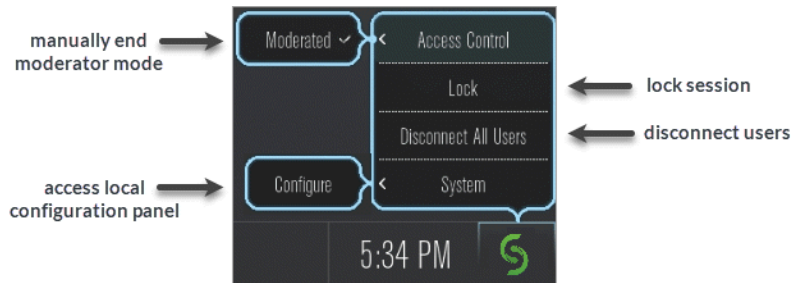 manually end
moderator mode
Moderated
Access Control
Lock
lock session
Disconnect All Users
disconnect users
access local
configuration panel
Configure
System
5:34 PM